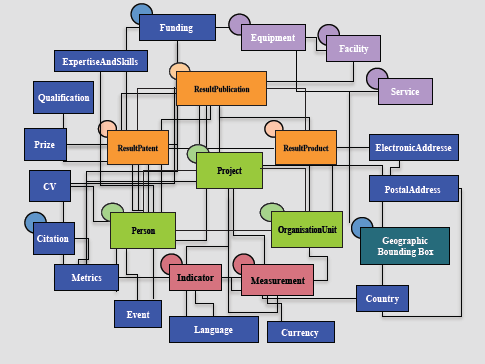 Funding
Equipment
Facility
ExpertiseAndSkills
Service
ResultPublication
Qualification
Prize
ResultPatent
ResultProduct
ElectronicAddresse
Project
CV
PostalAddress
Person
OrganisationUnit
Citation
Geographic
Bounding Box
Metrics
Indicator
Measurement
Country
Event
Language
Currency